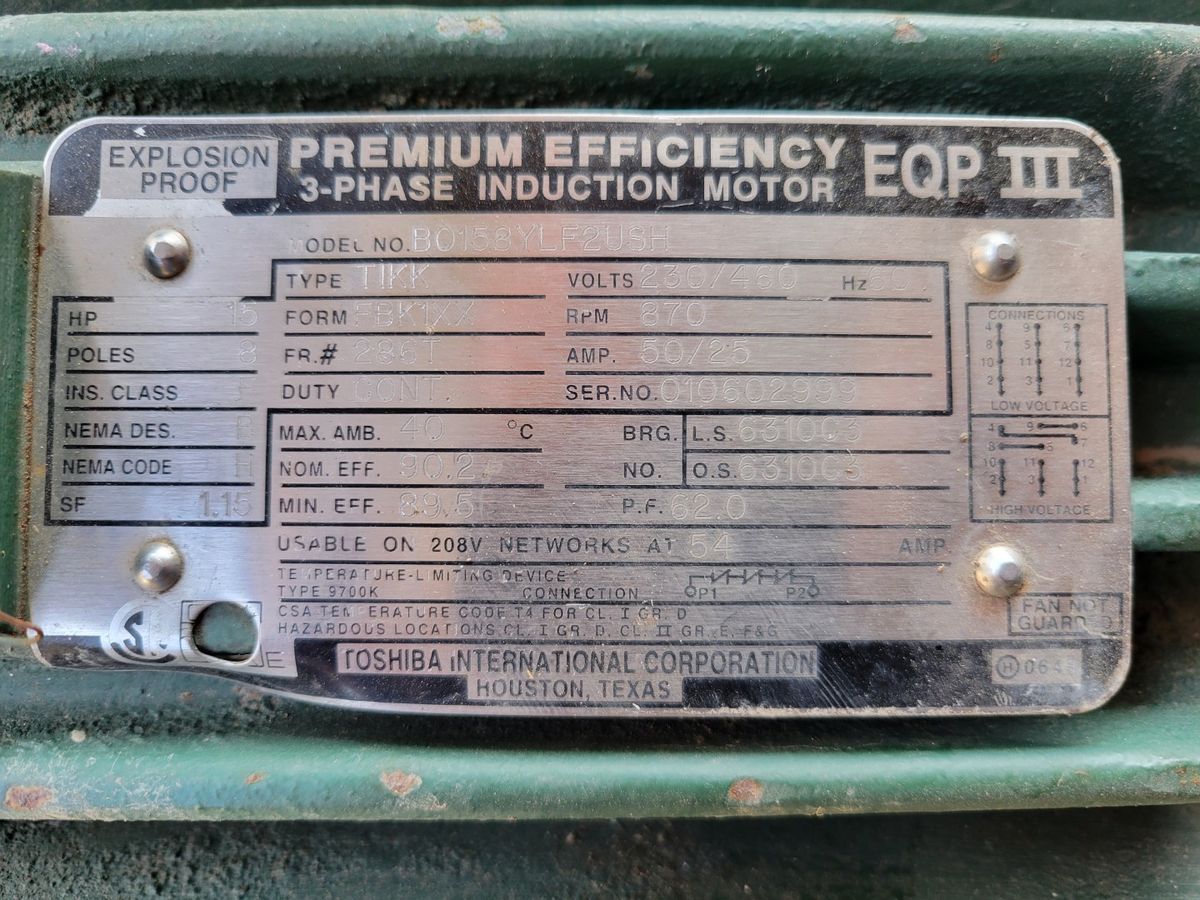 EXPLOSION PROOF
PREMIUM EFFICIENCY
3-PHASE INDUCTION MOTOR
EQP III
MODEL NO. B0158YLF2USH
TYPE TIKK VOLTS 230/460 Hz 60
HP 15 FORM FBK1XX RPM 870
POLES 8 FR.# 286T AMP. 50/25
INS. CLASS F DUTY CONT. SER.NO. 010602999
NEMA DES. B MAX. AMB. 40 °C BRG. L.S. 6310C3
NEMA CODE H NOM. EFF. 90.2 NO. O.S. 6310C3
SF 1.15 MIN. EFF. 89.5 P.F. 62.0
USABLE ON 208V NETWORKS AT 54 AMP.
TEMPERATURE-LIMITING DEVICE
TYPE 9700K CONNECTION P1 P2
CSA TEMPERATURE CODE T4 FOR CL. I GR. D
HAZARDOUS LOCATIONS CL. I GR. D, CL. II GR. E, F&G
TOSHIBA INTERNATIONAL CORPORATION
HOUSTON, TEXAS
CONNECTIONS
4 9 6
8 5 7
10 11 12
2 3 1
LOW VOLTAGE
4 9 6
8 5 7
10 11 12
2 3 1
HIGH VOLTAGE
FAN NOT
GUARDED
H 064
E